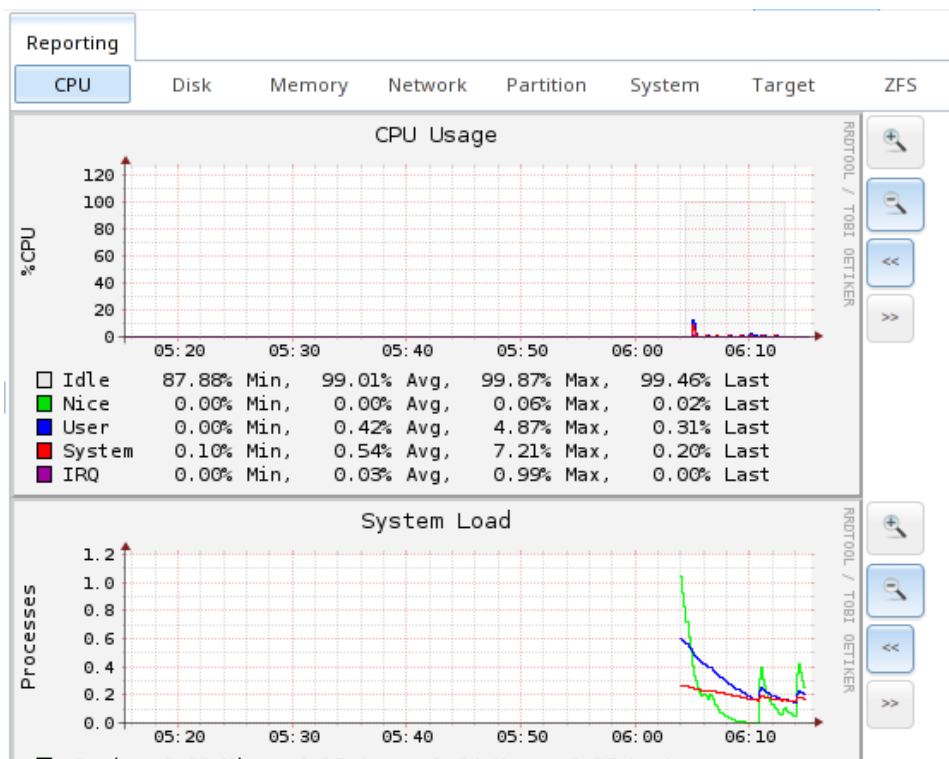 Reporting
CPU Disk Memory Network Partition System Target ZFS
CPU Usage
RRDTOOL / TOBI OETIKER
%CPU
120
100
80
60
40
20
0
05:20 05:30 05:40 05:50 06:00 06:10
Idle 87.88% Min, 99.01% Avg, 99.87% Max, 99.46% Last
Nice 0.00% Min, 0.00% Avg, 0.06% Max, 0.02% Last
User 0.00% Min, 0.42% Avg, 4.87% Max, 0.31% Last
System 0.10% Min, 0.54% Avg, 7.21% Max, 0.20% Last
IRQ 0.00% Min, 0.03% Avg, 0.99% Max, 0.00% Last
<<
>>
System Load
RRDTOOL / TOBI OETIKER
Processes
1.2
1.0
0.8
0.6
0.4
0.2
0.0
05:20 05:30 05:40 05:50 06:00 06:10
<<
>>